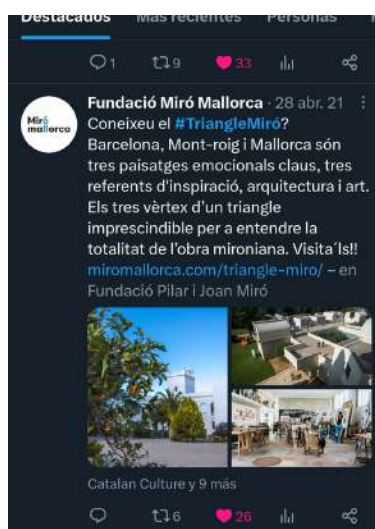 Destacados Más recientes Personas
1 9 33
Miró
mallorca
Fundació Miró Mallorca · 28 abr. 21
Coneixeu el #TriangleMiró?
Barcelona, Mont-roig i Mallorca són
tres paisatges emocionals claus, tres
referents d'inspiració, arquitectura i art.
Els tres vèrtex d'un triangle
imprescindible per a entendre la
totalitat de l'obra mironiana. Visita´ls!!
miromallorca.com/triangle-miro/ – en
Fundació Pilar i Joan Miró
Catalan Culture y 9 más
6 26